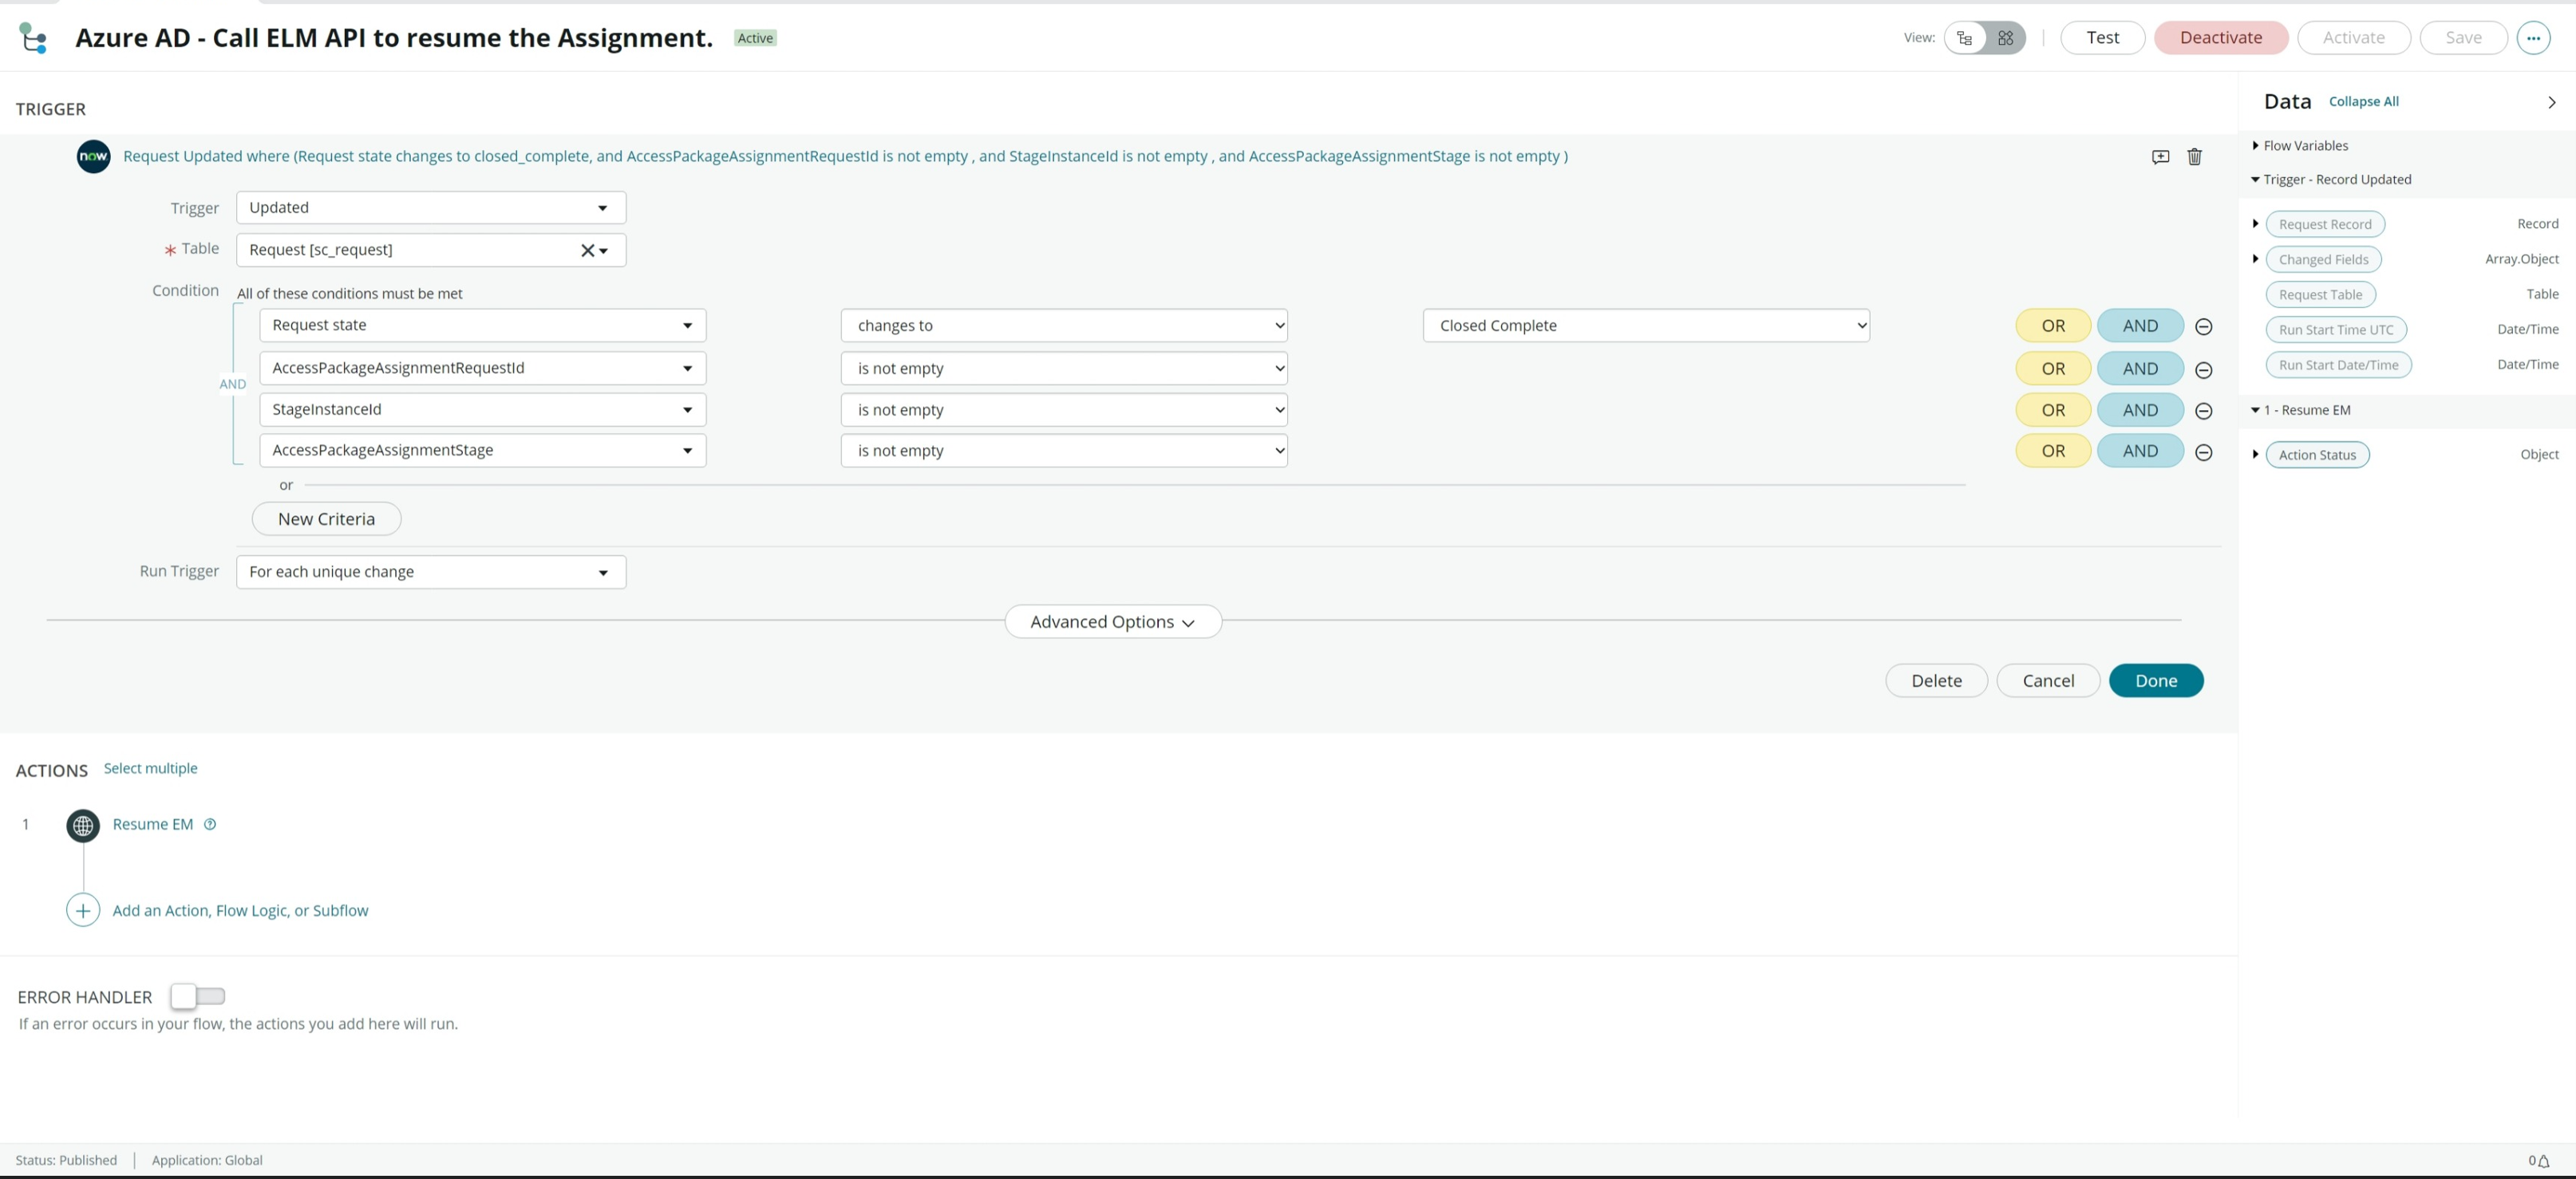 Azure AD - Call ELM API to resume the Assignment. Active
View: Test Deactivate Activate Save
TRIGGER
now Request Updated where (Request state changes to closed_complete, and AccessPackageAssignmentRequestId is not empty , and StageInstanceId is not empty , and AccessPackageAssignmentStage is not empty )
Trigger Updated
* Table Request [sc_request]
Condition All of these conditions must be met
Request state changes to Closed Complete OR AND
AND
AccessPackageAssignmentRequestId is not empty OR AND
StageInstanceId is not empty OR AND
AccessPackageAssignmentStage is not empty OR AND
or
New Criteria
Run Trigger For each unique change
Advanced Options
Delete Cancel Done
ACTIONS Select multiple
1 Resume EM
Add an Action, Flow Logic, or Subflow
ERROR HANDLER
If an error occurs in your flow, the actions you add here will run.
Data Collapse All
Flow Variables
Trigger - Record Updated
Request Record Record
Changed Fields Array.Object
Request Table Table
Run Start Time UTC Date/Time
Run Start Date/Time Date/Time
1 - Resume EM
Action Status Object
Status: Published | Application: Global
0